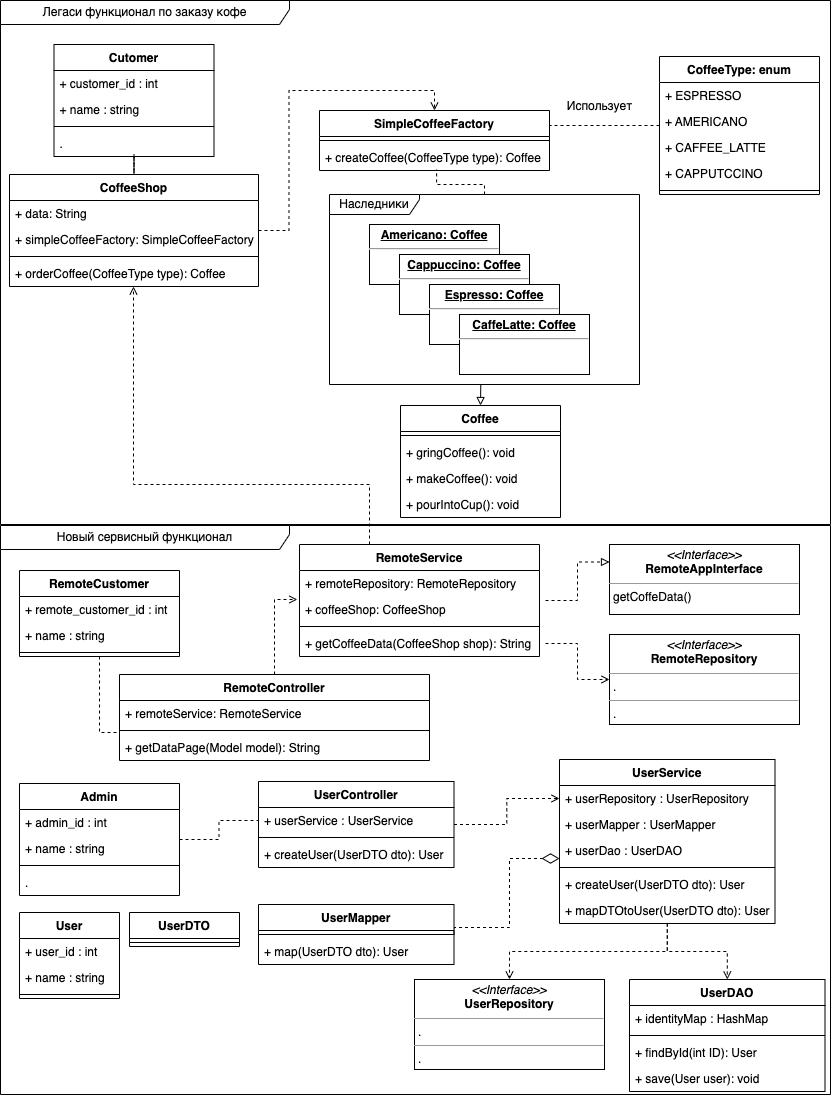 Легаси функционал по заказу кофе
Cutomer
+ customer_id : int
+ name : string
.
CoffeeShop
+ data: String
+ simpleCoffeeFactory: SimpleCoffeeFactory
+ orderCoffee(CoffeeType type): Coffee
SimpleCoffeeFactory
+ createCoffee(CoffeeType type): Coffee
Использует
CoffeeType: enum
+ ESPRESSO
+ AMERICANO
+ CAFFEE_LATTE
+ CAPPUTCCINO
Наследники
Americano: Coffee
Cappuccino: Coffee
Espresso: Coffee
CaffeLatte: Coffee
Coffee
+ gringCoffee(): void
+ makeCoffee(): void
+ pourIntoCup(): void
Новый сервисный функционал
RemoteCustomer
+ remote_customer_id : int
+ name : string
RemoteService
+ remoteRepository: RemoteRepository
+ coffeeShop: CoffeeShop
+ getCoffeeData(CoffeeShop shop): String
<<Interface>>
RemoteAppInterface
getCoffeData()
<<Interface>>
RemoteRepository
.
.
RemoteController
+ remoteService: RemoteService
+ getDataPage(Model model): String
Admin
+ admin_id : int
+ name : string
.
UserController
+ userService : UserService
+ createUser(UserDTO dto): User
UserService
+ userRepository : UserRepository
+ userMapper : UserMapper
+ userDao : UserDAO
+ createUser(UserDTO dto): User
+ mapDTOtoUser(UserDTO dto): User
User
+ user_id : int
+ name : string
UserDTO
UserMapper
+ map(UserDTO dto): User
<<Interface>>
UserRepository
.
.
UserDAO
+ identityMap : HashMap
+ findById(int ID): User
+ save(User user): void